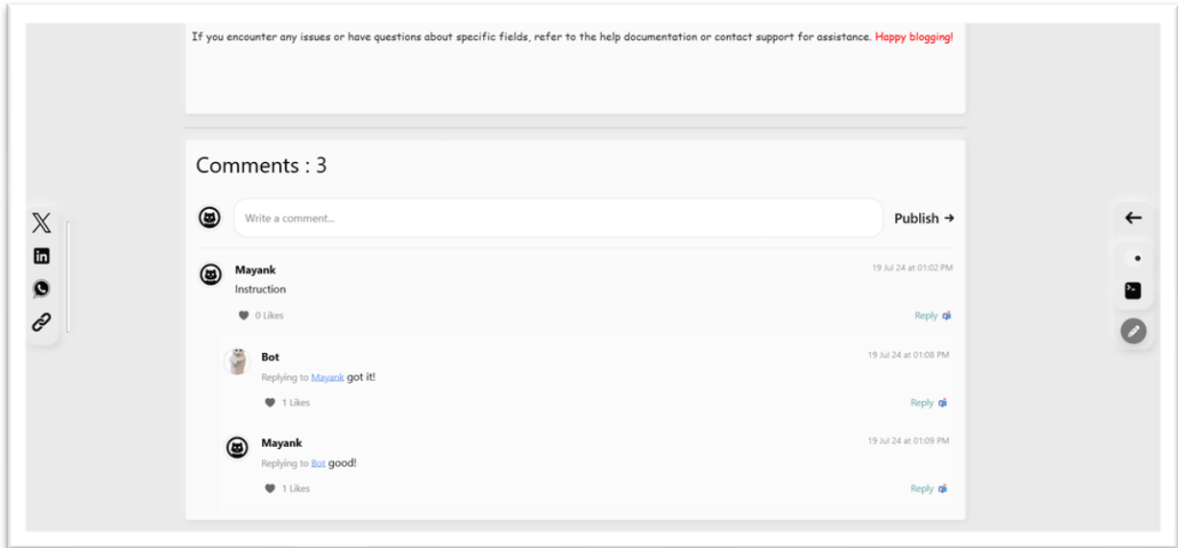 If you encounter any issues or have questions about specific fields, refer to the help documentation or contact support for assistance. Happy blogging!
Comments : 3
Write a comment...
Publish →
Mayank
19 Jul 24 at 01:02 PM
Instruction
0 Likes
Reply
Bot
19 Jul 24 at 01:08 PM
Replying to Mayank got it!
1 Likes
Reply
Mayank
19 Jul 24 at 01:09 PM
Replying to Bot good!
1 Likes
Reply